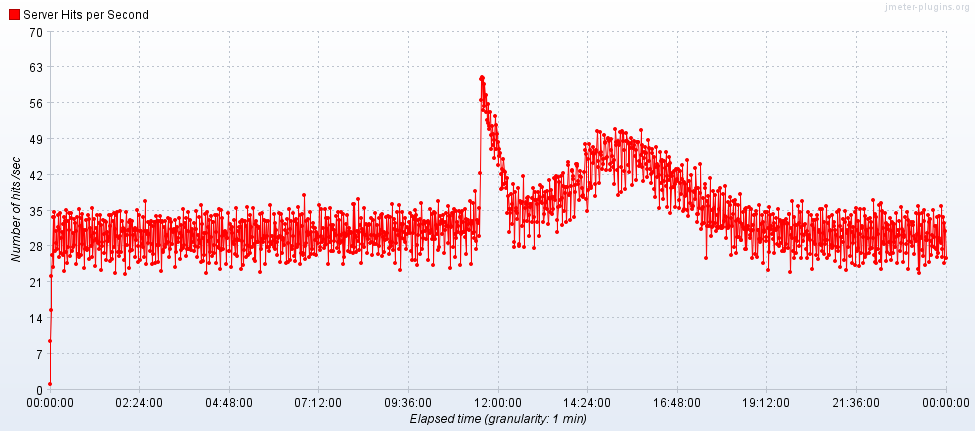 Server Hits per Second
jmeter-plugins.org
70
63
56
49
42
35
28
21
14
7
0
Number of hits /sec
00:00:00 02:24:00 04:48:00 07:12:00 09:36:00 12:00:00 14:24:00 16:48:00 19:12:00 21:36:00 00:00:00
Elapsed time (granularity: 1 min)